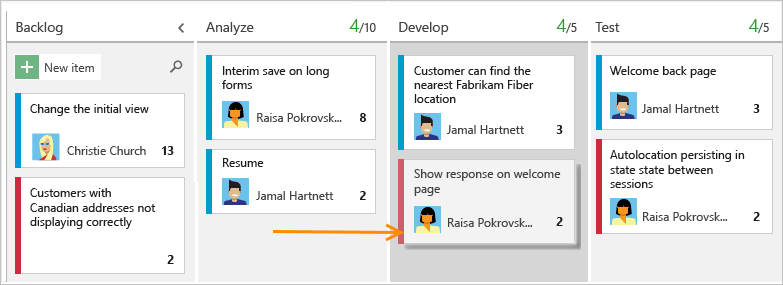 Backlog
New item
Change the initial view
Christie Church 13
Customers with
Canadian addresses not
displaying correctly
2
Analyze 4/10
Interim save on long
forms
Raisa Pokrovsk... 8
Resume
Jamal Hartnett 2
Develop 4/5
Customer can find the
nearest Fabrikam Fiber
location
Jamal Hartnett 3
Show response on welcome
page
Raisa Pokrovsk... 2
Test 4/5
Welcome back page
Jamal Hartnett 3
Autolocation persisting in
state state between
sessions
Raisa Pokrovsk... 2